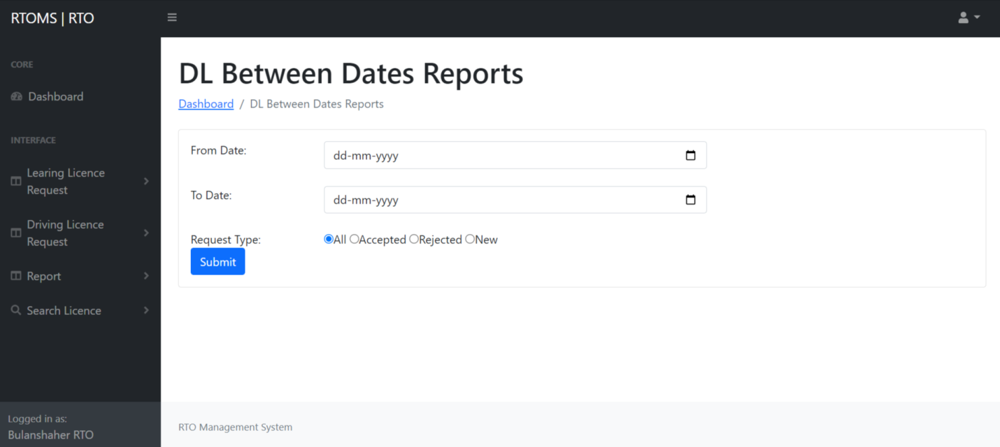 RTOMS | RTO
CORE
Dashboard
INTERFACE
Learing Licence
Request
Driving Licence
Request
Report
Search Licence
Logged in as:
Bulanshaher RTO
DL Between Dates Reports
Dashboard / DL Between Dates Reports
From Date: dd-mm-yyyy
To Date: dd-mm-yyyy
Request Type: All Accepted Rejected New
Submit
RTO Management System